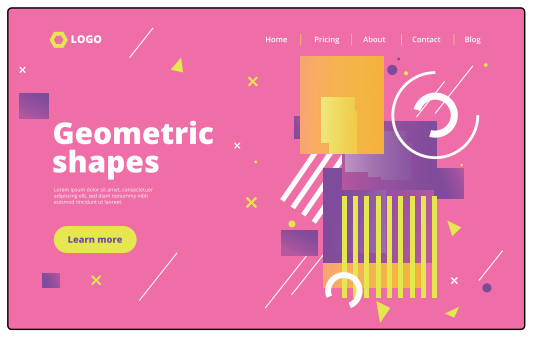 LOGO
Home Pricing About Contact Blog
Geometric
shapes
Lorem ipsum dolor sit amet, consectetuer
adipiscing elit, sed diam nonummy nibh
euismod tincidunt ut laoreet
Learn more